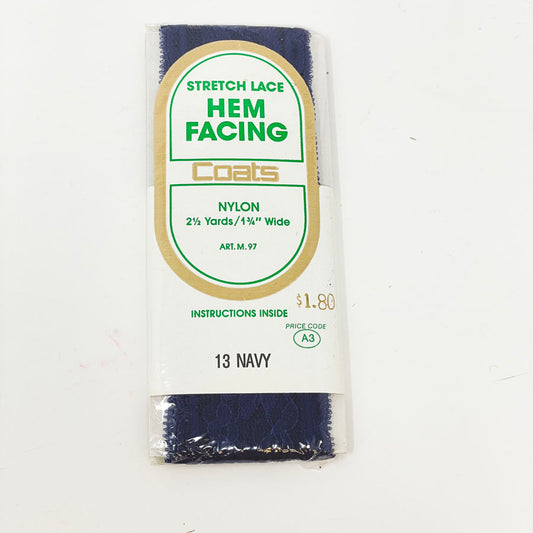 STRETCH LACE
HEM
FACING
Coats
NYLON
2½ Yards/1¾" Wide
ART.M.97
$1.80
INSTRUCTIONS INSIDE
PRICE CODE
A3
13 NAVY